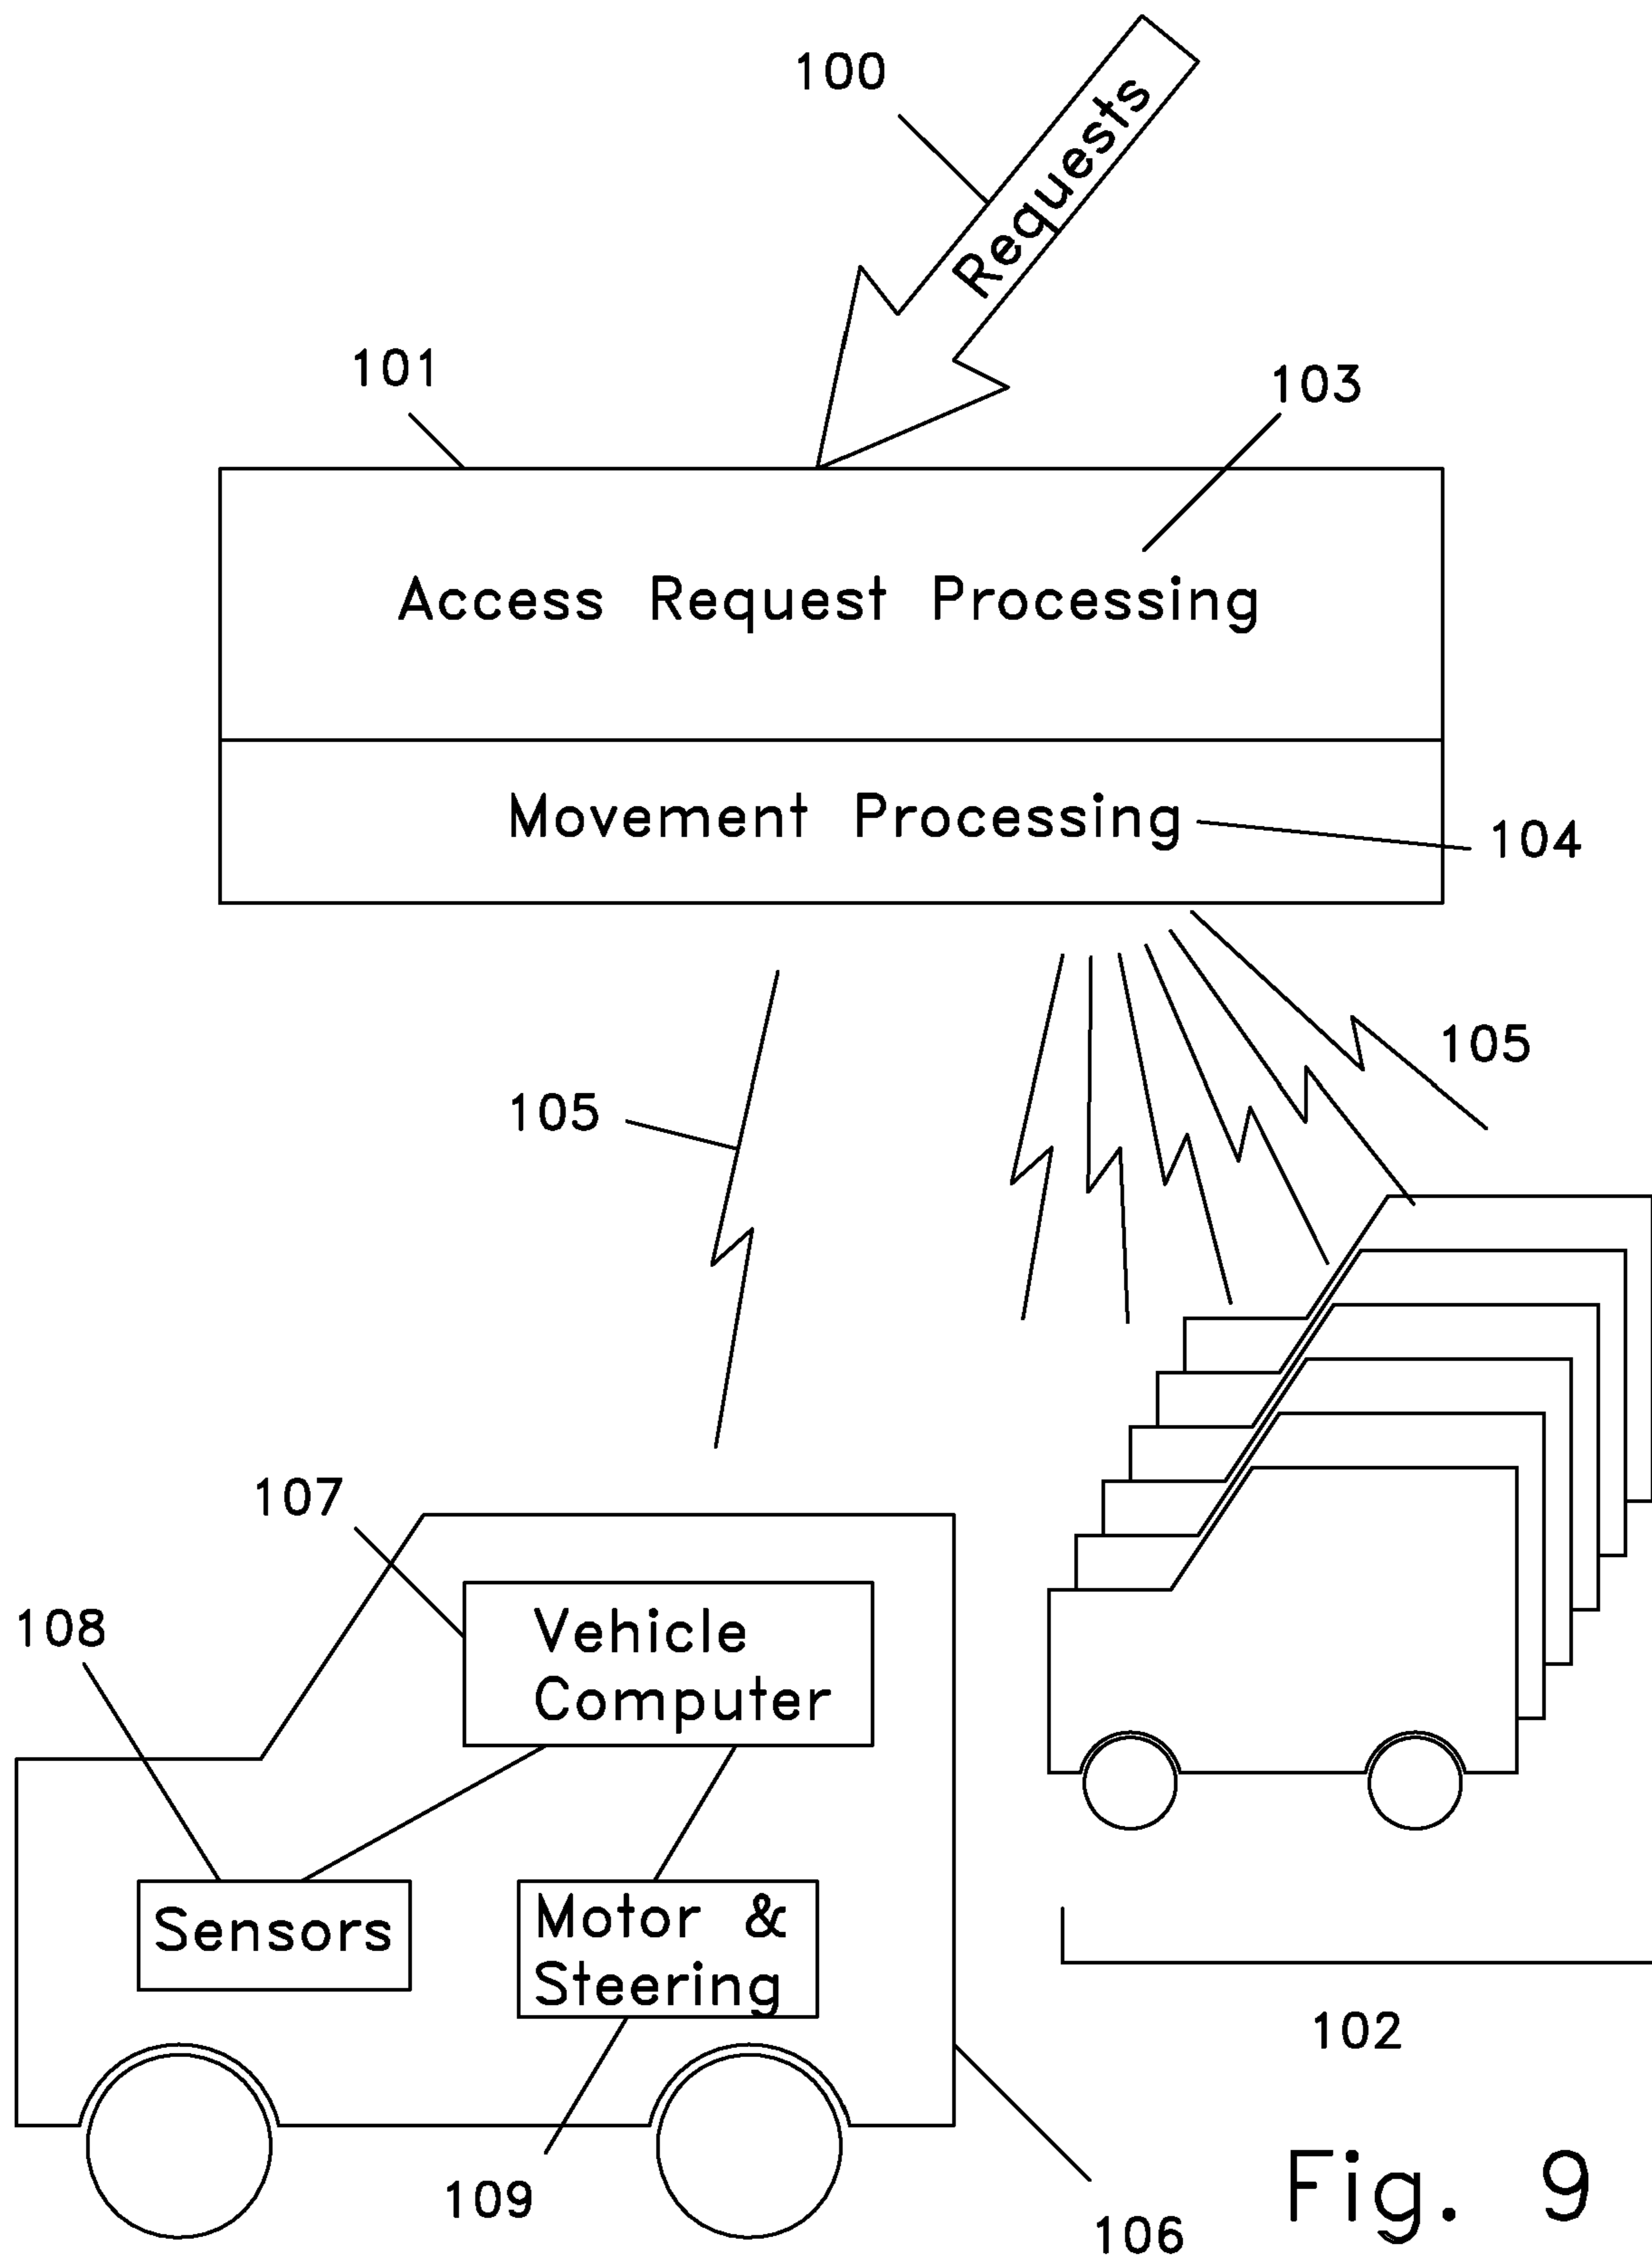 100
Requests
101
103
Access Request Processing
Movement Processing
104
105
105
107
Vehicle
Computer
108
Sensors
Motor &
Steering
102
109
106
Fig. 9